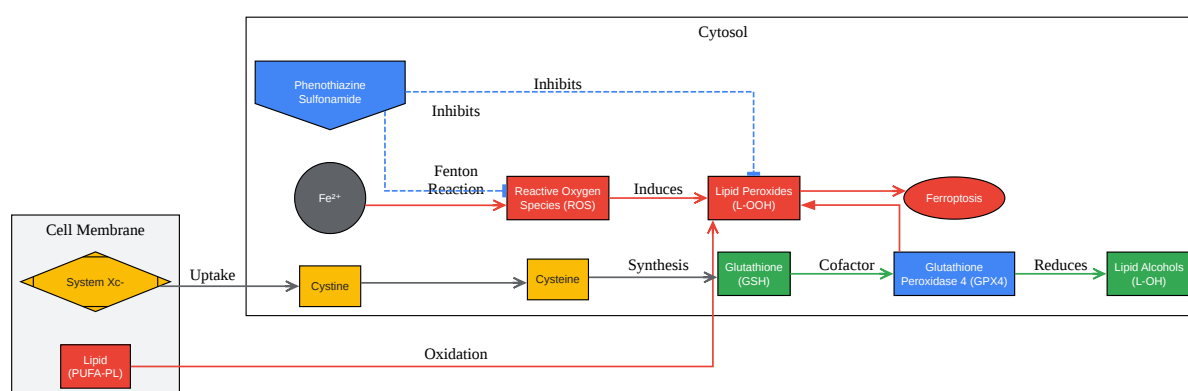 Cytosol
Phenothiazine
Sulfonamide
Inhibits
Inhibits
Fenton
Reaction
Fe²⁺
Reactive Oxygen
Species (ROS)
Induces
Lipid Peroxides
(L-OOH)
Ferroptosis
Cell Membrane
System Xc-
Uptake
Cystine
Cysteine
Synthesis
Glutathione
(GSH)
Cofactor
Glutathione
Peroxidase 4 (GPX4)
Reduces
Lipid Alcohols
(L-OH)
Lipid
(PUFA-PL)
Oxidation